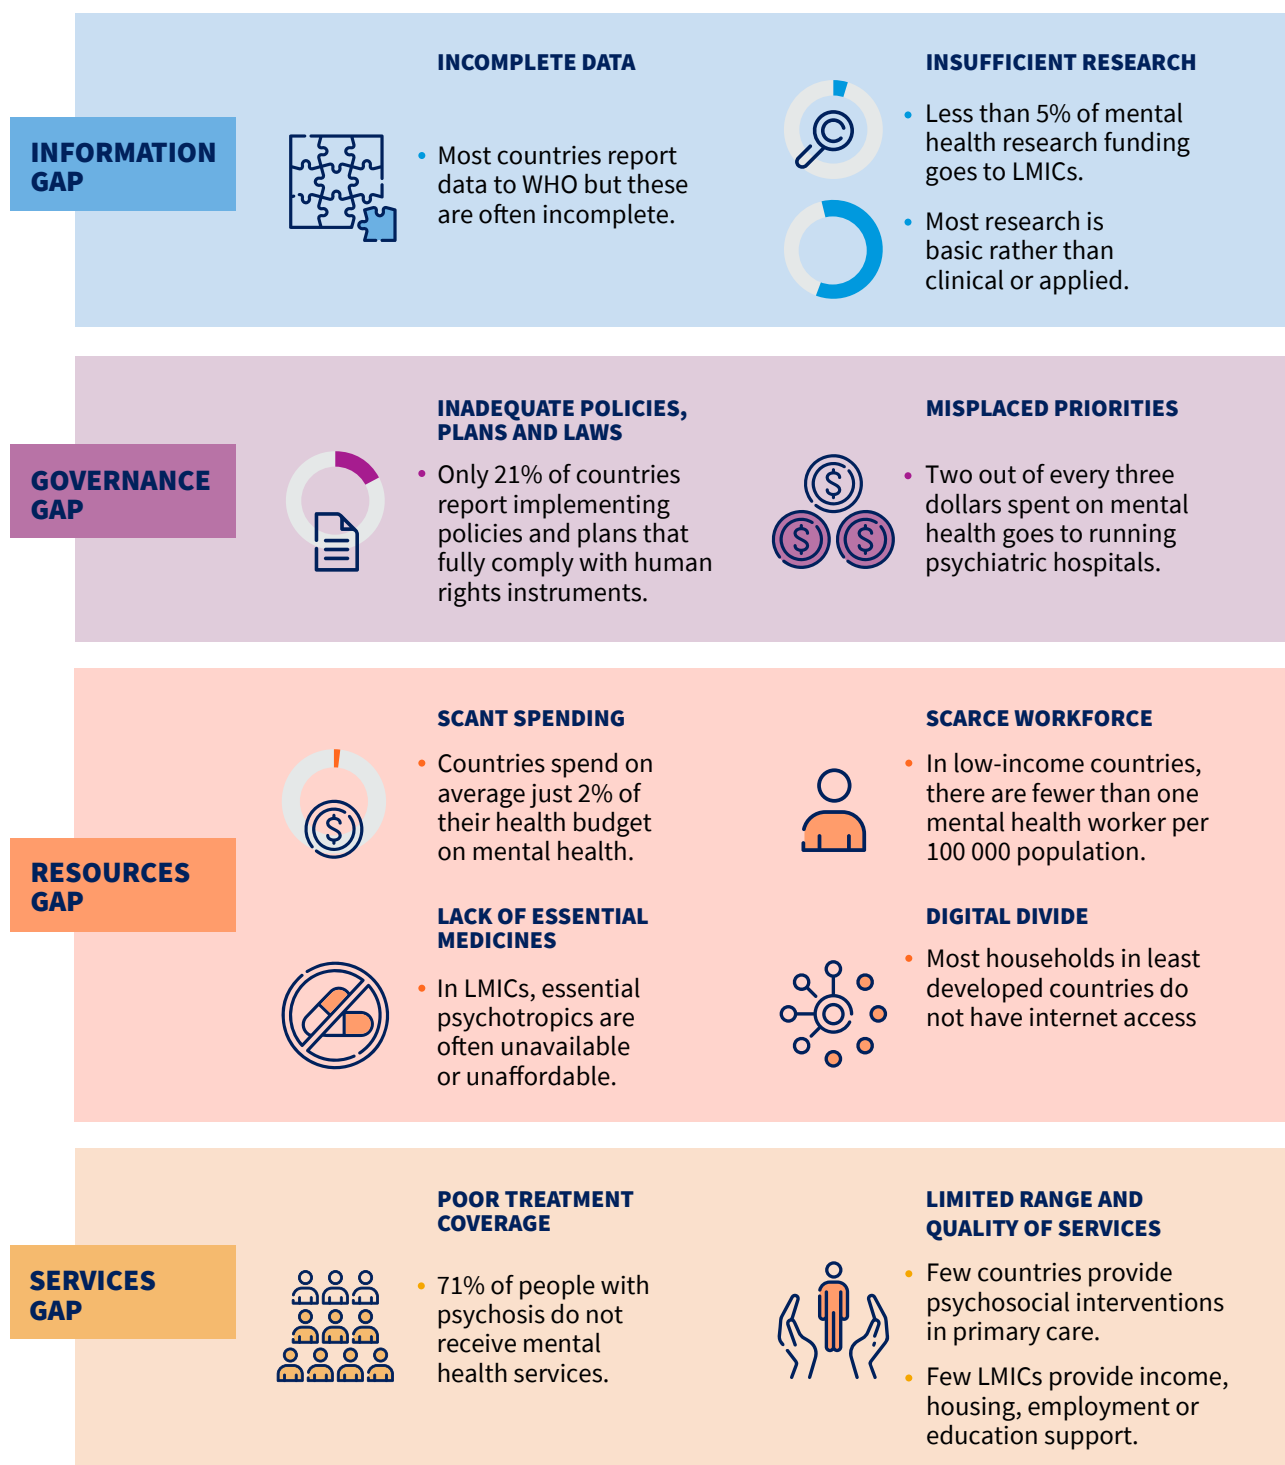 INFORMATION
GAP
INCOMPLETE DATA
• Most countries report
data to WHO but these
are often incomplete.
INSUFFICIENT RESEARCH
• Less than 5% of mental
health research funding
goes to LMICs.
• Most research is
basic rather than
clinical or applied.
GOVERNANCE
GAP
INADEQUATE POLICIES,
PLANS AND LAWS
• Only 21% of countries
report implementing
policies and plans that
fully comply with human
rights instruments.
MISPLACED PRIORITIES
• Two out of every three
dollars spent on mental
health goes to running
psychiatric hospitals.
RESOURCES
GAP
SCANT SPENDING
• Countries spend on
average just 2% of
their health budget
on mental health.
SCARCE WORKFORCE
• In low-income countries,
there are fewer than one
mental health worker per
100 000 population.
LACK OF ESSENTIAL
MEDICINES
• In LMICs, essential
psychotropics are
often unavailable
or unaffordable.
DIGITAL DIVIDE
• Most households in least
developed countries do
not have internet access
SERVICES
GAP
POOR TREATMENT
COVERAGE
• 71% of people with
psychosis do not
receive mental
health services.
LIMITED RANGE AND
QUALITY OF SERVICES
• Few countries provide
psychosocial interventions
in primary care.
• Few LMICs provide income,
housing, employment or
education support.